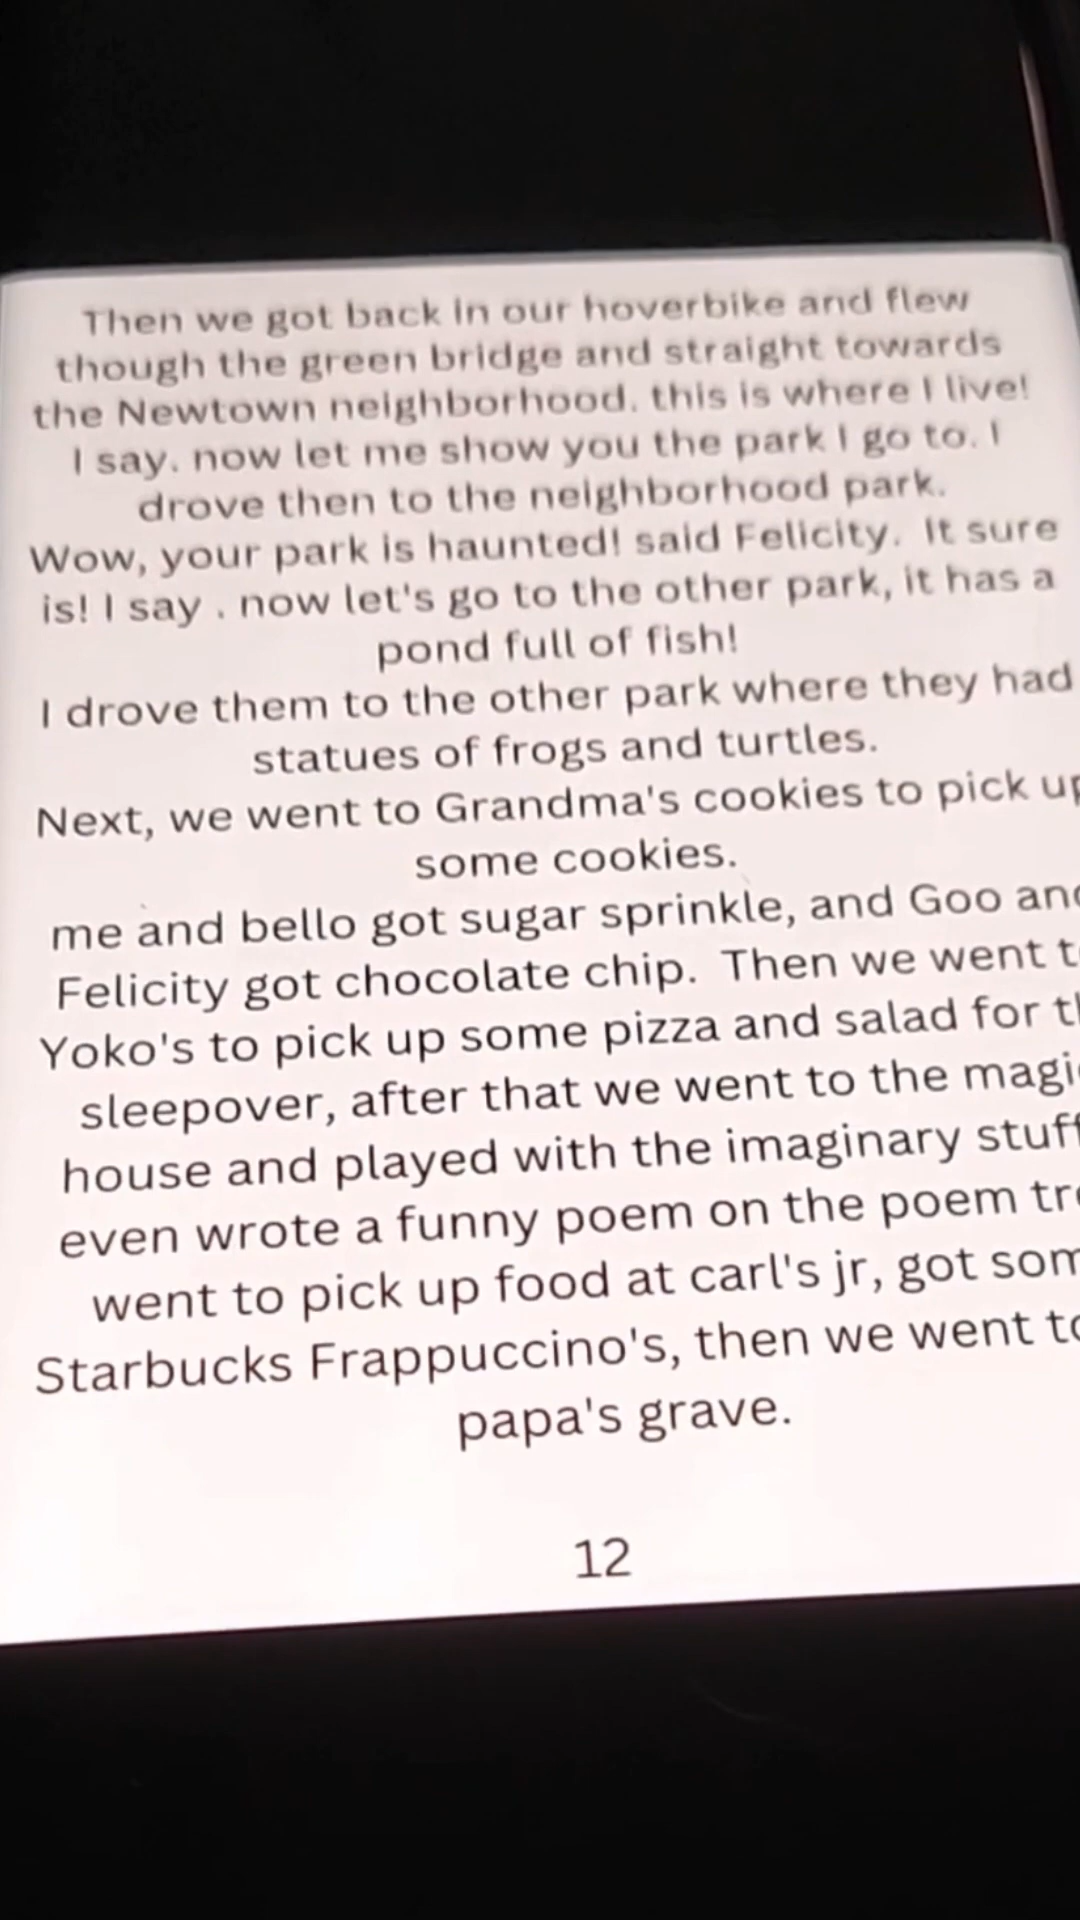 Then we got back in our hoverbike and flew
though the green bridge and straight towards
the Newtown neighborhood. this is where I live!
I say. now let me show you the park I go to. I
drove then to the neighborhood park.
Wow, your park is haunted! said Felicity. It sure
is! I say . now let's go to the other park, it has a
pond full of fish!
I drove them to the other park where they had
statues of frogs and turtles.
Next, we went to Grandma's cookies to pick up
some cookies.
me and bello got sugar sprinkle, and Goo and
Felicity got chocolate chip. Then we went
Yoko's to pick up some pizza and salad for
sleepover, after that we went to the
house and played with the imaginary
even wrote a funny poem on the poem
went to pick up food at carl's jr, got
Starbucks Frappuccino's, then we went
papa's grave.
12